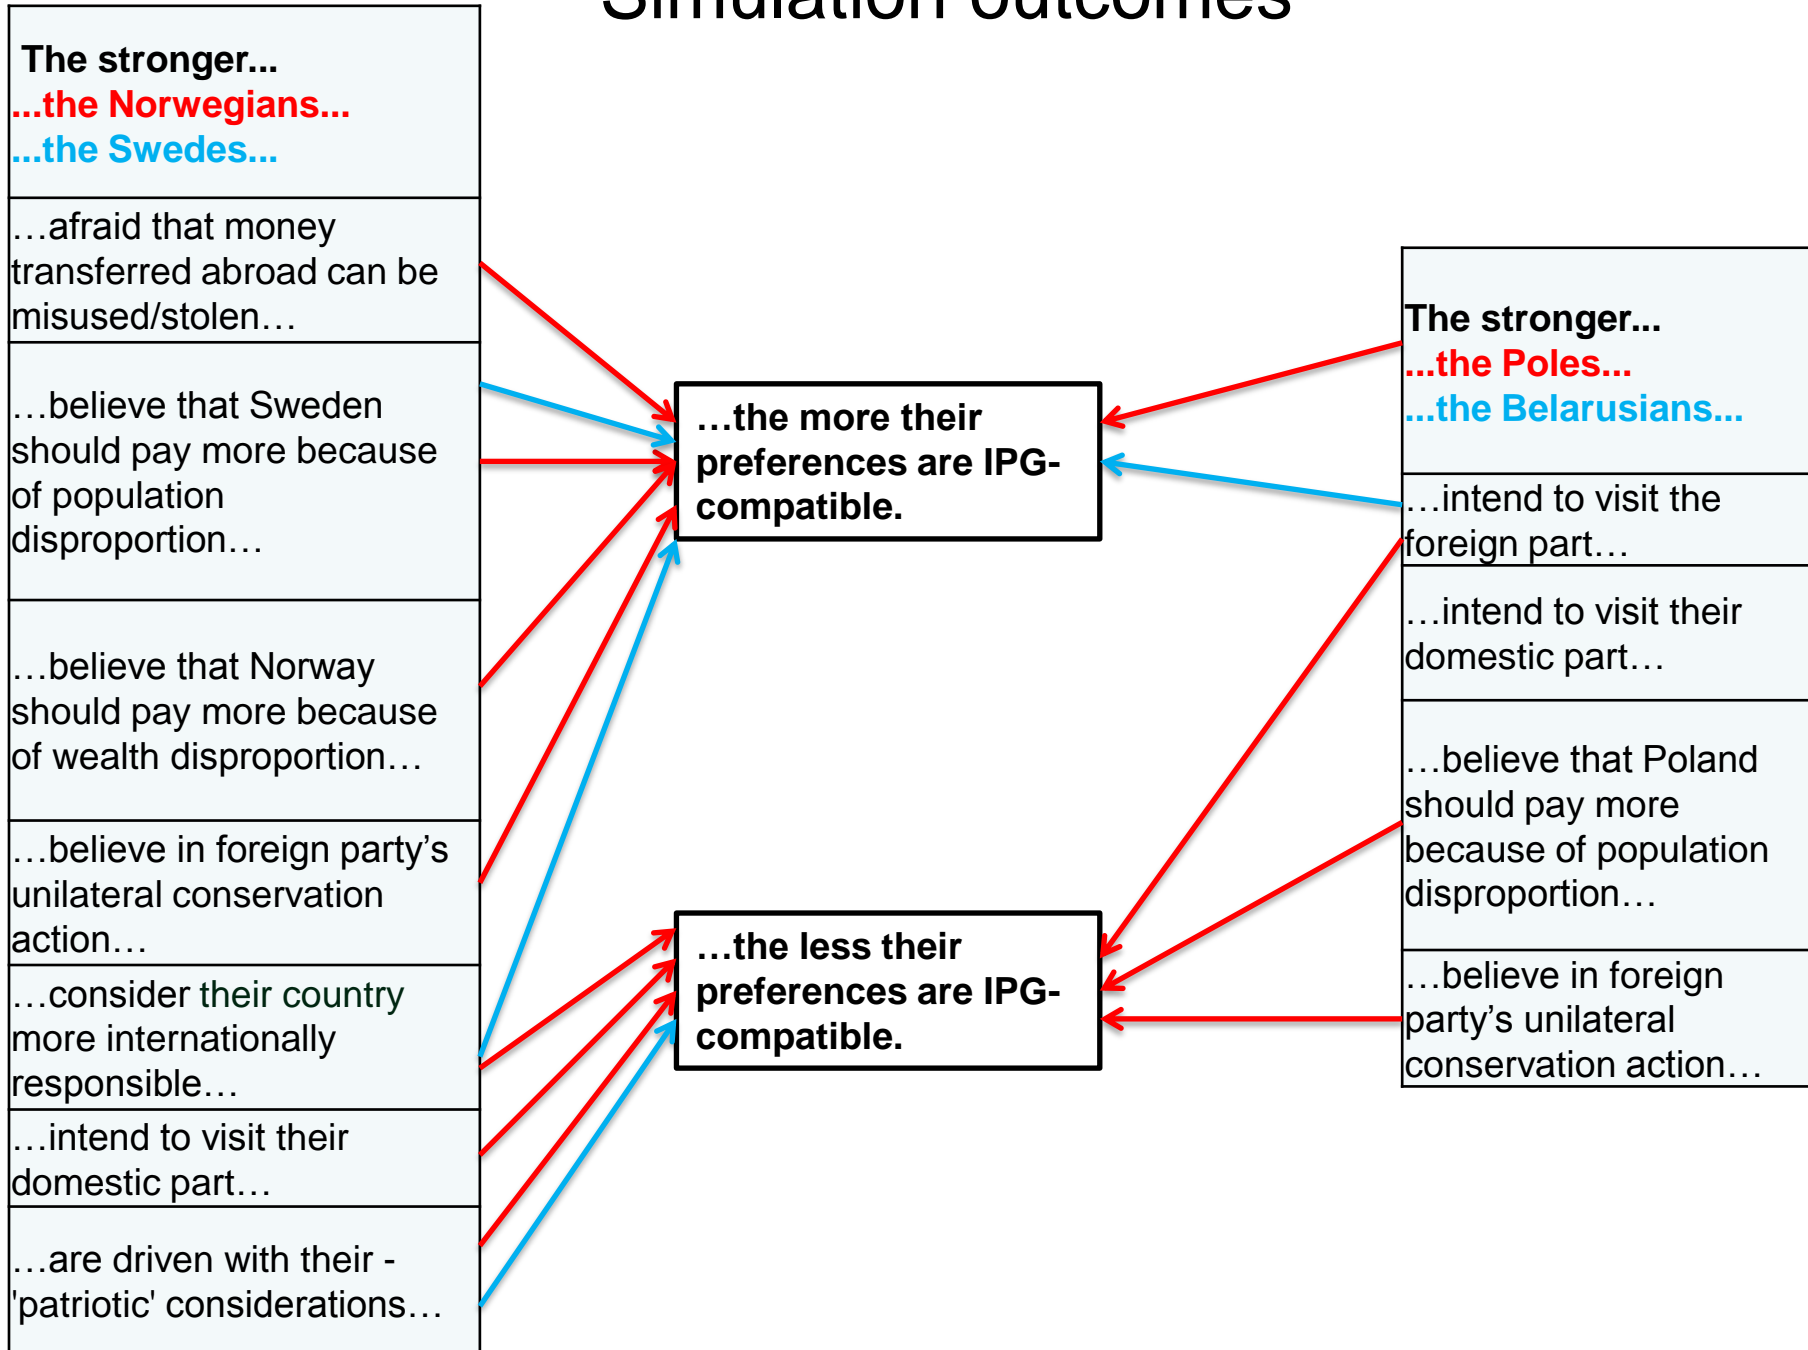 Simulation outcomes
The stronger...
...the Norwegians...
...the Swedes...
…afraid that money
transferred abroad can be
misused/stolen…
…believe that Sweden
should pay more because
of population
disproportion…
…believe that Norway
should pay more because
of wealth disproportion…
…believe in foreign party’s
unilateral conservation
action…
…consider their country
more internationally
responsible…
…intend to visit their
domestic part…
…are driven with their -
'patriotic' considerations…
…the more their
preferences are IPG-
compatible.
…the less their
preferences are IPG-
compatible.
The stronger...
...the Poles...
...the Belarusians...
…intend to visit the
foreign part…
…intend to visit their
domestic part…
…believe that Poland
should pay more
because of population
disproportion…
…believe in foreign
party’s unilateral
conservation action…